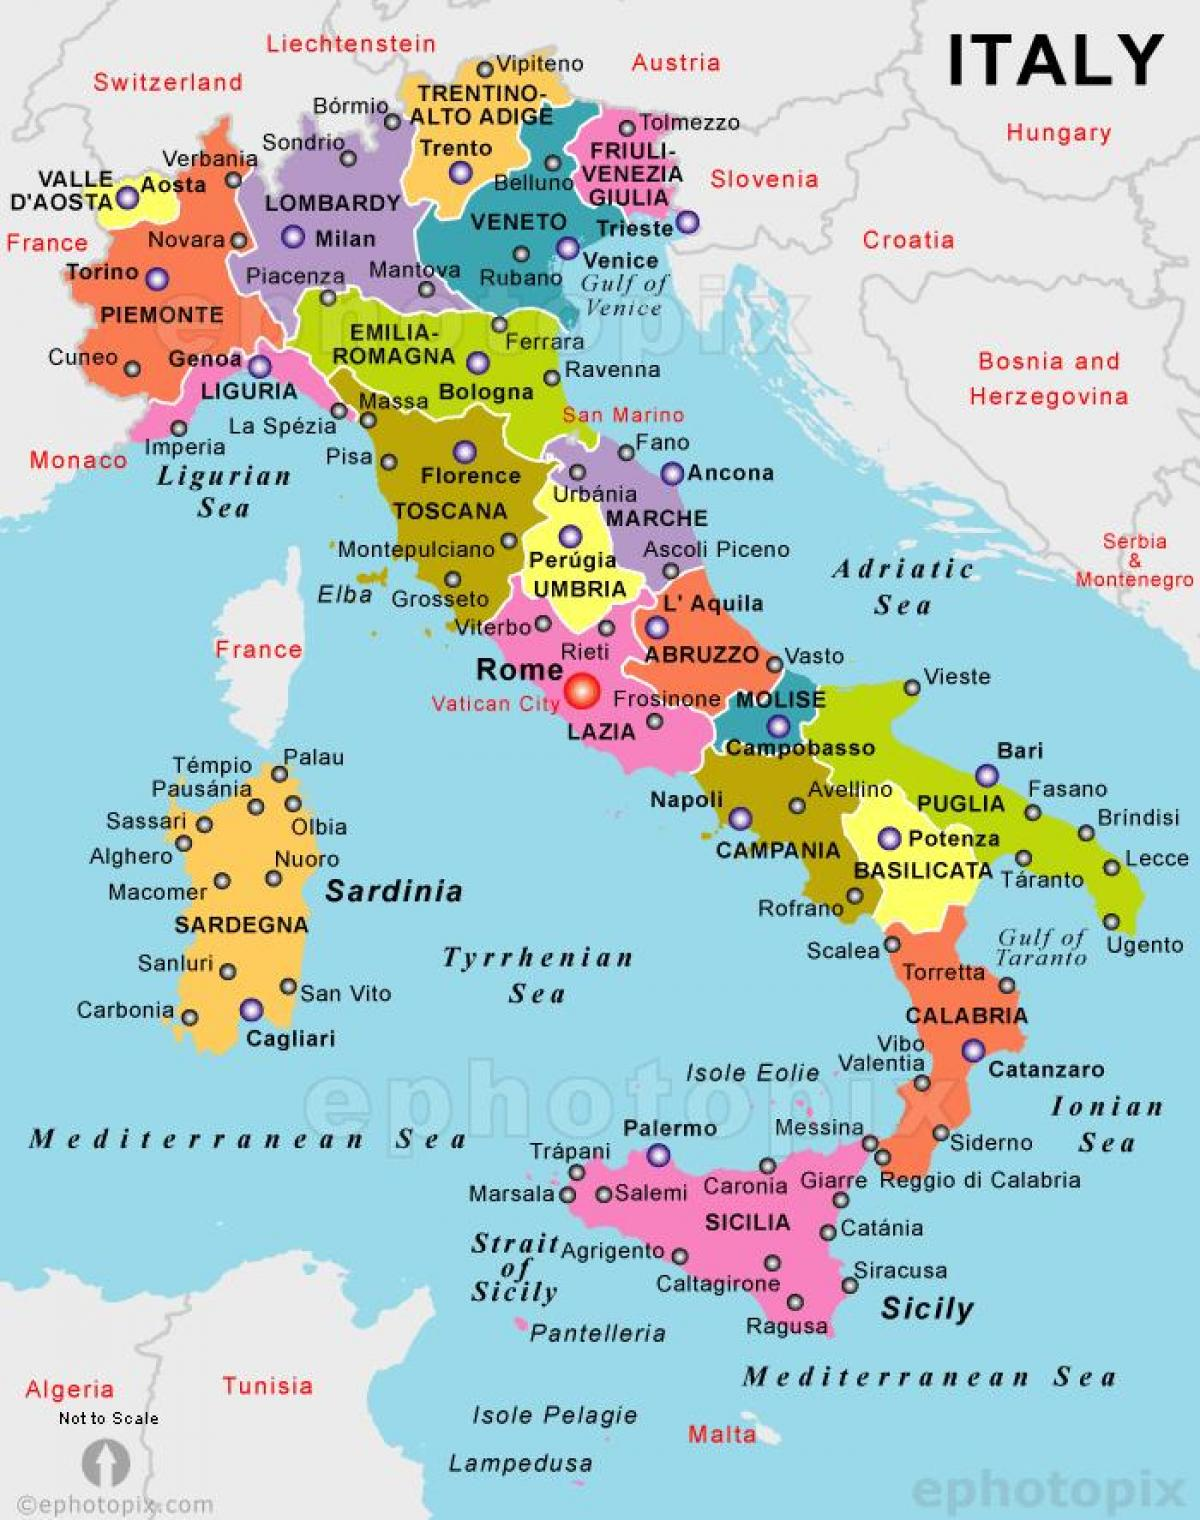 ITALY
Liechtenstein
Switzerland
Austria
Hungary
Vipiteno
TRENTINO-
ALTO ADIGE
Trento
Bórmio
Sondrio
Tolmezzo
FRIULI-
VENEZIA
GIULIA
Trieste
Slovenia
Croatia
Verbania
VALLE
D'AOSTA
Aosta
LOMBARDY
Milan
Belluno
VENETO
Venice
Rubano
Gulf of
Venice
France
Novara
Torino
PIEMONTE
Piacenza
Mantova
ephotopix
Cuneo
Genoa
LIGURIA
EMILIA-
ROMAGNA
Bologna
Ferrara
Ravenna
Bosnia and
Herzegovina
Massa
La Spézia
San Marino
Imperia
Monaco
Ligurian
Sea
Pisa
Florence
TOSCANA
Fano
Ancona
Urbánia
MARCHE
Montepulciano
Perúgia
UMBRIA
Ascoli Piceno
Serbia
&
Montenegro
Adriatic
Sea
Elba
Grosseto
Viterbo
Rieti
L' Aquila
ABRUZZO
Vasto
France
Rome
Vatican City
Frosinone
LAZIA
MOLISE
Campobasso
Vieste
Bari
Palau
Témpio
Pausánia
Olbia
Sassari
Alghero
Nuoro
Macomer
Sardinia
SARDEGNA
Sanluri
San Vito
Carbonia
Cagliari
Napoli
Avellino
CAMPANIA
PUGLIA
Fasano
Brindisi
Potenza
BASILICATA
Táranto
Lecce
Rofrano
Ugento
Gulf of
Taranto
Scalea
Torretta
CALABRIA
Tyrrhenian
Sea
Vibo
Valentia
Catanzaro
Isole Eolie
ephotopix
Ionian
Sea
Mediterranean Sea
Messina
Siderno
Palermo
Trápani
Marsala
Salemi
Caronia
Giarre
Reggio di Calabria
SICILIA
Catánia
Strait
of
Sicily
Agrigento
Caltagirone
Siracusa
Sicily
Ragusa
Pantelleria
Mediterranean Sea
Algeria
Tunisia
Not to Scale
Isole Pelagie
Malta
Lampedusa
©ephotopix.com
ephotopix